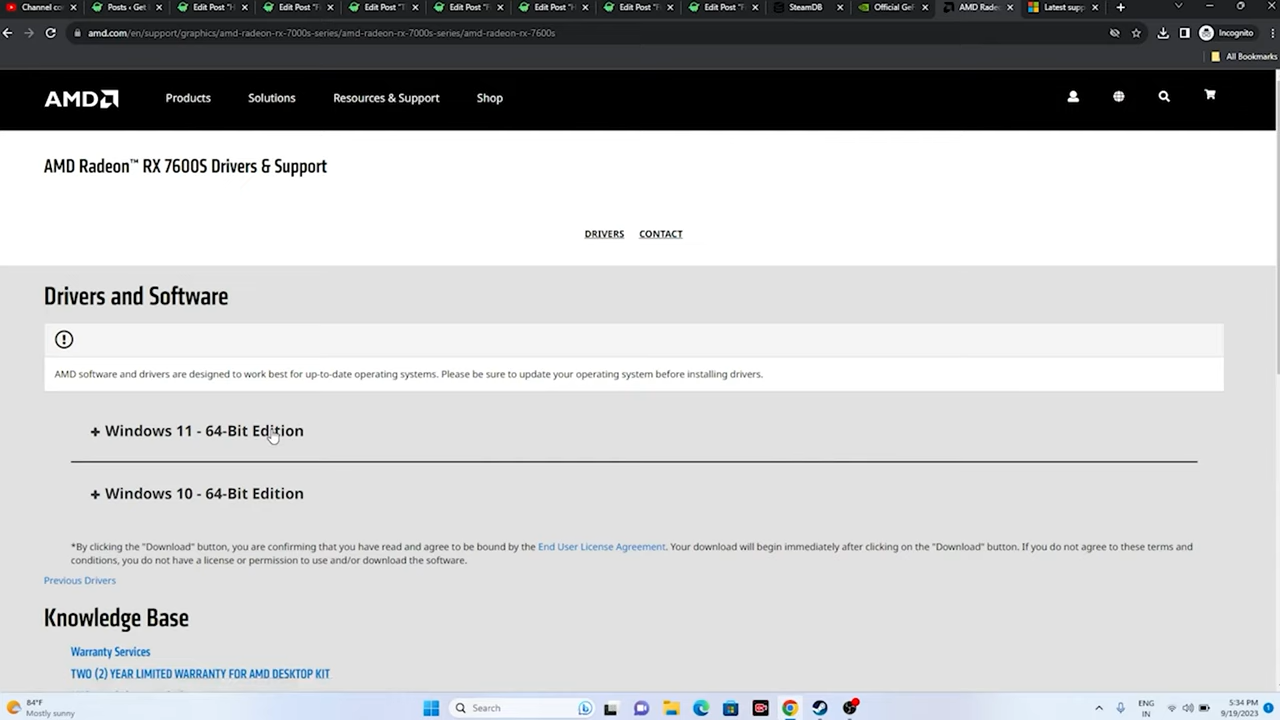 Channel co
Posts ‹ Get
Edit Post "H
Edit Post "F
Edit Post "T
Edit Post "F
Edit Post "H
Edit Post "F
Edit Post "F
SteamDB
Official GeF
AMD Rade
Latest supp
amd.com/en/support/graphics/amd-radeon-rx-7000s-series/amd-radeon-rx-7000s-series/amd-radeon-rx-7600s
Incognito
All Bookmarks
AMD
Products
Solutions
Resources & Support
Shop
AMD Radeon™ RX 7600S Drivers & Support
DRIVERS
CONTACT
Drivers and Software
AMD software and drivers are designed to work best for up-to-date operating systems. Please be sure to update your operating system before installing drivers.
+ Windows 11 - 64-Bit Edition
+ Windows 10 - 64-Bit Edition
*By clicking the "Download" button, you are confirming that you have read and agree to be bound by the End User License Agreement. Your download will begin immediately after clicking on the "Download" button. If you do not agree to these terms and
conditions, you do not have a license or permission to use and/or download the software.
Previous Drivers
Knowledge Base
Warranty Services
TWO (2) YEAR LIMITED WARRANTY FOR AMD DESKTOP KIT
84°F
Mostly sunny
Search
ENG
IN
5:34 PM
9/19/2023